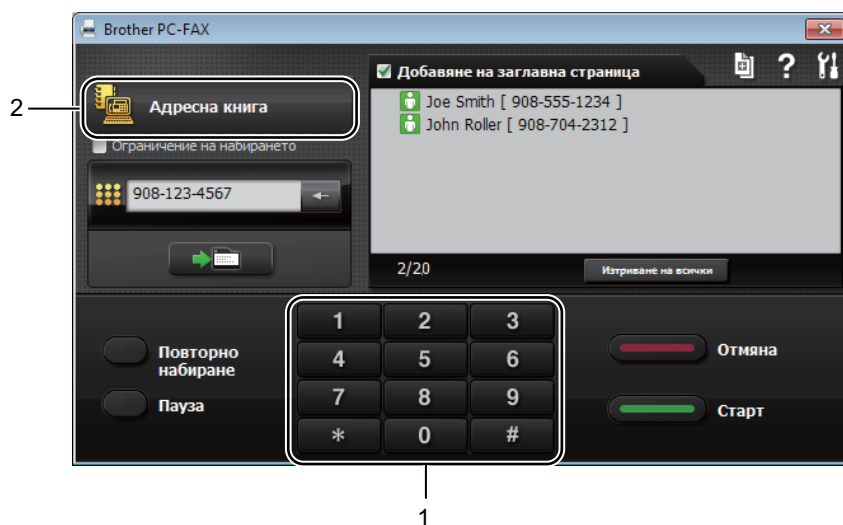 Brother PC-FAX
2
Адресна книга
Ограничение на набирането
908-123-4567
Добавяне на заглавна страница
?
Joe Smith [ 908-555-1234 ]
John Roller [ 908-704-2312 ]
2/20
Изтриване на всички
Повторно
набиране
Пауза
1 2 3
4 5 6
7 8 9
* 0 #
Отмяна
Старт
1